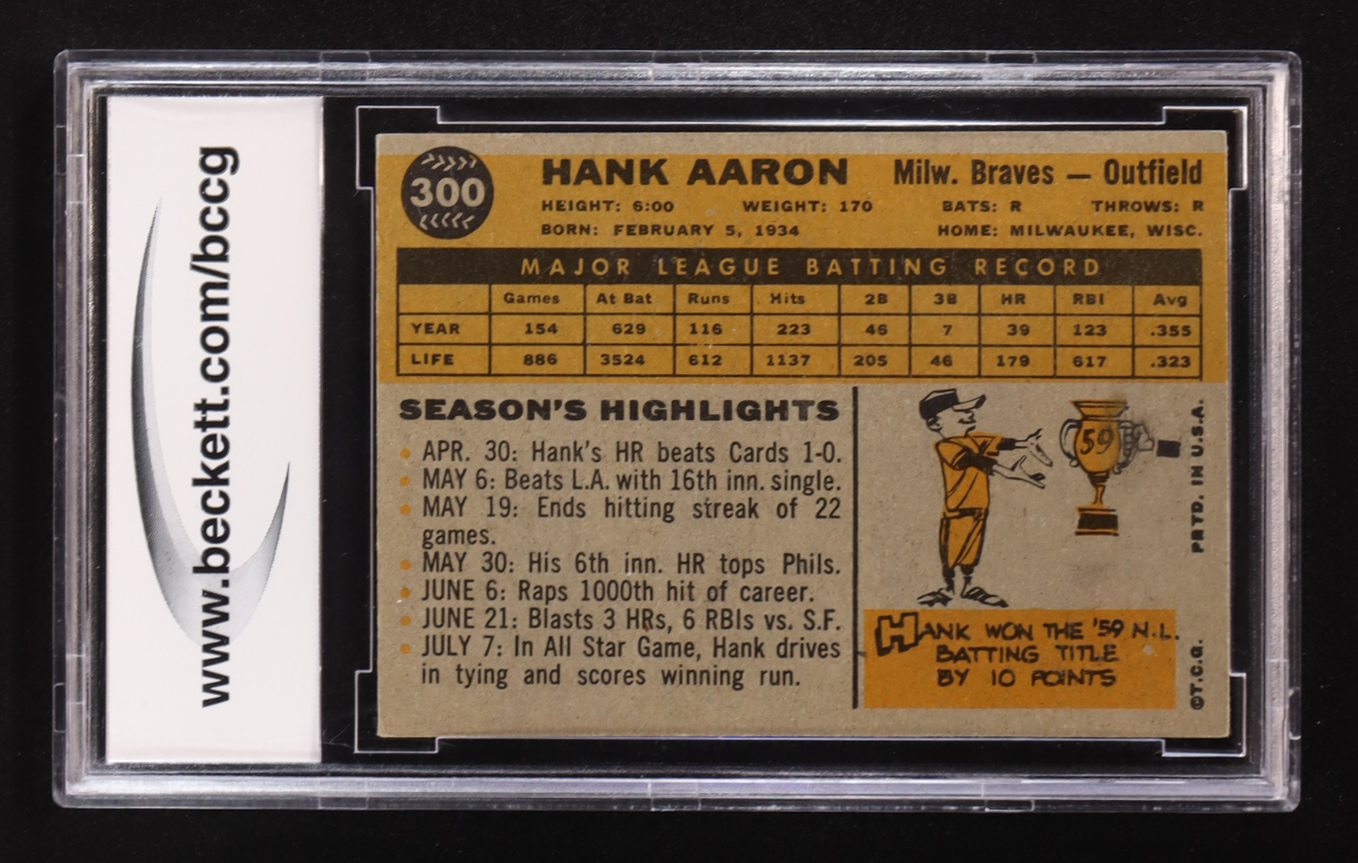 www.beckett.com/bccg
300
HANK AARON Milw. Braves — Outfield
HEIGHT: 6:00 WEIGHT: 170 BATS: R THROWS: R
BORN: FEBRUARY 5, 1934 HOME: MILWAUKEE, WISC.
MAJOR LEAGUE BATTING RECORD
Games At Bat Runs Hits 2B 3B HR RBI Avg
YEAR 154 629 116 223 46 7 39 123 .355
LIFE 886 3524 612 1137 205 46 179 617 .323
SEASON'S HIGHLIGHTS
• APR. 30: Hank's HR beats Cards 1-0.
• MAY 6: Beats L.A. with 16th inn. single.
• MAY 19: Ends hitting streak of 22
games.
• MAY 30: His 6th inn. HR tops Phils.
• JUNE 6: Raps 1000th hit of career.
• JUNE 21: Blasts 3 HRs, 6 RBIs vs. S.F.
• JULY 7: In All Star Game, Hank drives
in tying and scores winning run.
59
HANK WON THE '59 N.L.
BATTING TITLE
BY 10 POINTS
©T.C.G. PRTD. IN U.S.A.